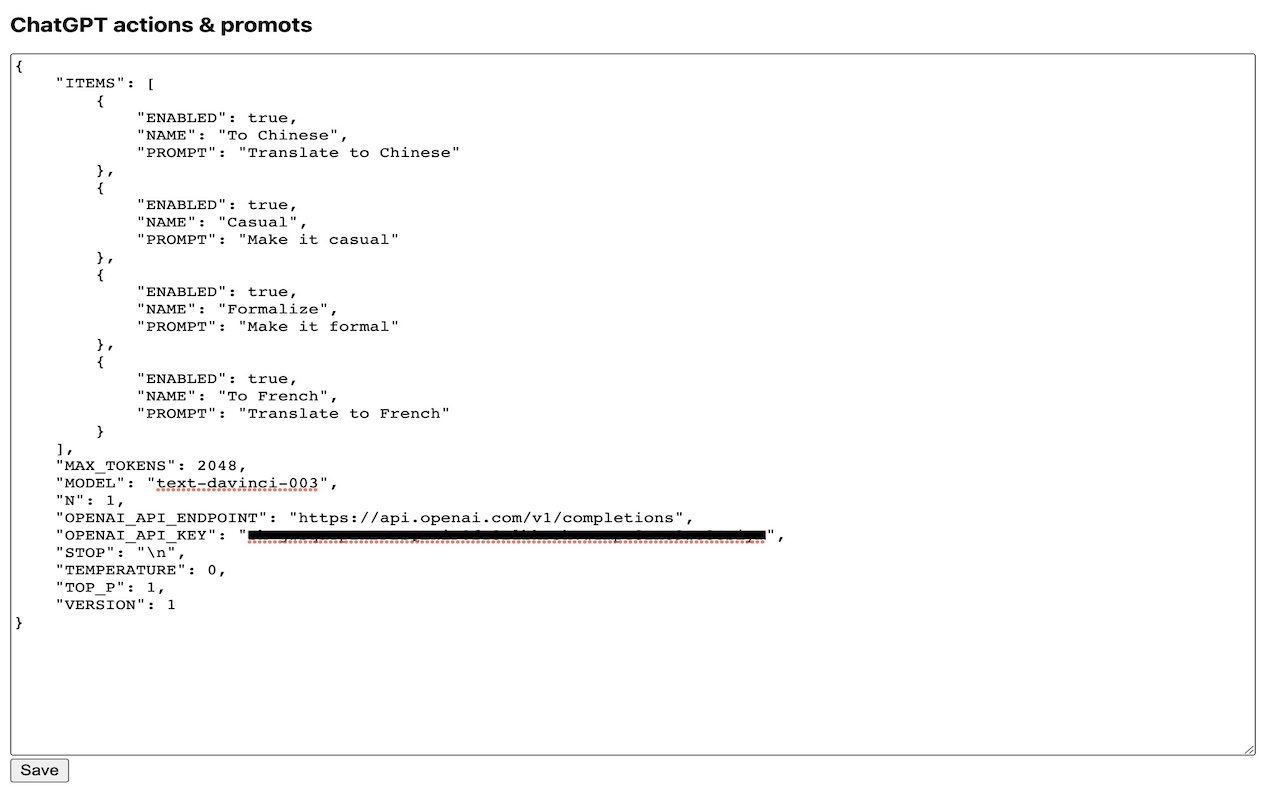 ChatGPT actions & promots
{
    "ITEMS": [
        {
            "ENABLED": true,
            "NAME": "To Chinese",
            "PROMPT": "Translate to Chinese"
        },
        {
            "ENABLED": true,
            "NAME": "Casual",
            "PROMPT": "Make it casual"
        },
        {
            "ENABLED": true,
            "NAME": "Formalize",
            "PROMPT": "Make it formal"
        },
        {
            "ENABLED": true,
            "NAME": "To French",
            "PROMPT": "Translate to French"
        }
    ],
    "MAX_TOKENS": 2048,
    "MODEL": "text-davinci-003",
    "N": 1,
    "OPENAI_API_ENDPOINT": "https://api.openai.com/v1/completions",
    "OPENAI_API_KEY": "",
    "STOP": "\n",
    "TEMPERATURE": 0,
    "TOP_P": 1,
    "VERSION": 1
}
Save